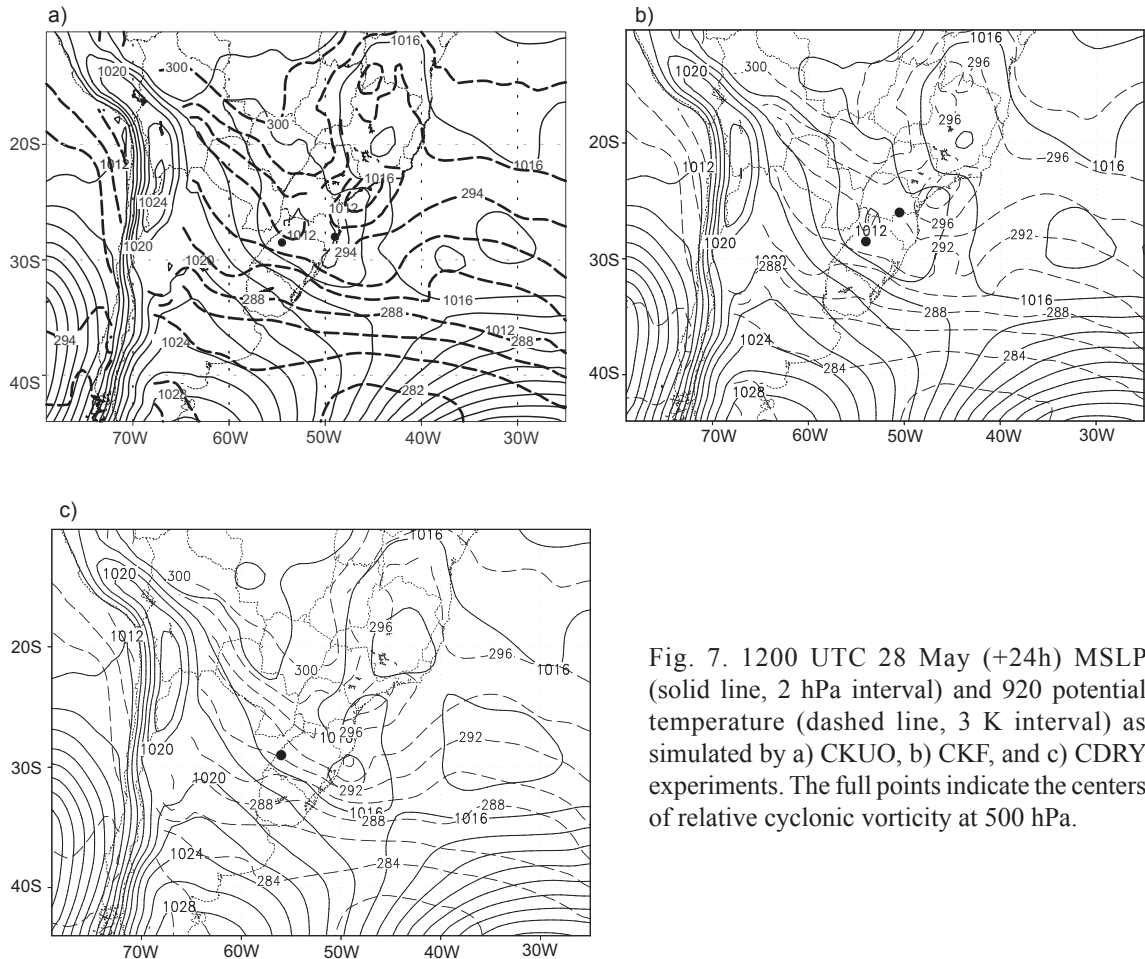 a)
1016
1020
300
300
20S
1012
1016
1016
1024
1012
294
1012
1020
294
30S
1020
288
1016
288
1012
294
288
1024
40S
282
1028
70W
60W
50W
40W
30W
b)
1016
1020
296
296
20S
1012
296
1016
296
1012
292
292
1020
30S
288
1016
288
288
1024
284
284
40S
1028
70W
60W
50W
40W
30W
c)
1016
1020
300
296
1012
20S
300
296
1016
296
292
1020
30S
1020
292
288
288
1016
1016
288
1024
284
284
40S
1028
70W
60W
50W
40W
30W
Fig. 7. 1200 UTC 28 May (+24h) MSLP
(solid line, 2 hPa interval) and 920 potential
temperature (dashed line, 3 K interval) as
simulated by a) CKUO, b) CKF, and c) CDRY
experiments. The full points indicate the centers
of relative cyclonic vorticity at 500 hPa.